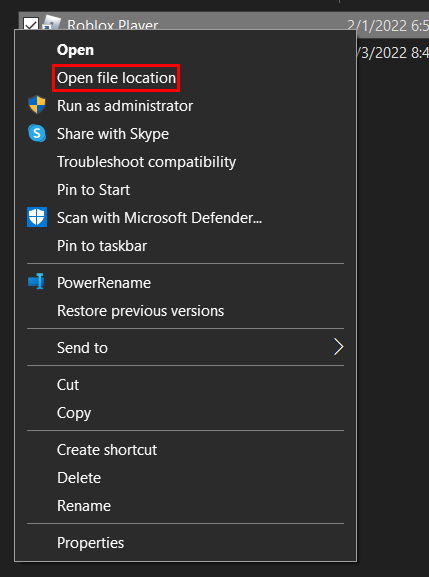 Roblox Player 2/1/2022 6:5
Open
/3/2022 8:4
Open file location
Run as administrator
Share with Skype
Troubleshoot compatibility
Pin to Start
Scan with Microsoft Defender...
Pin to taskbar
PowerRename
Restore previous versions
Send to
Cut
Copy
Create shortcut
Delete
Rename
Properties